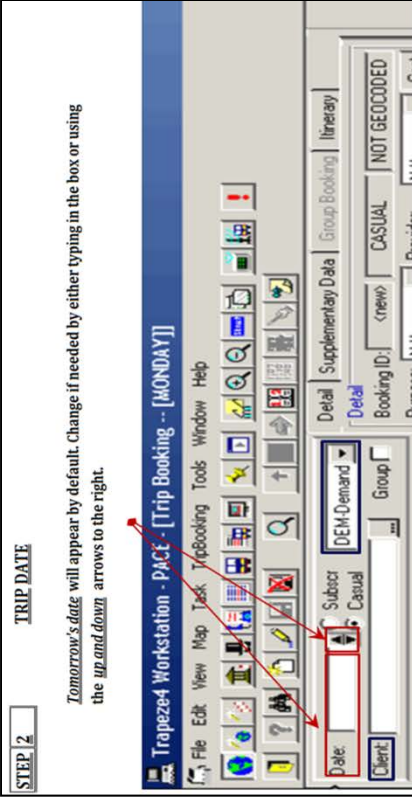 STEP 2 TRIP DATE
Tomorrow's date will appear by default. Change if needed by either typing in the box or using
the up and down arrows to the right.
Trapeze4 Workstation - PACE - [Trip Booking -- [MONDAY]]
File Edit View Map Task TripBooking Tools Window Help
Date:
Subscr
Casual
DEM-Demand
Client:
...
Group
Detail Supplementary Data Group Booking Itinerary
Detail
Booking ID: <new> CASUAL NOT GEOCODED